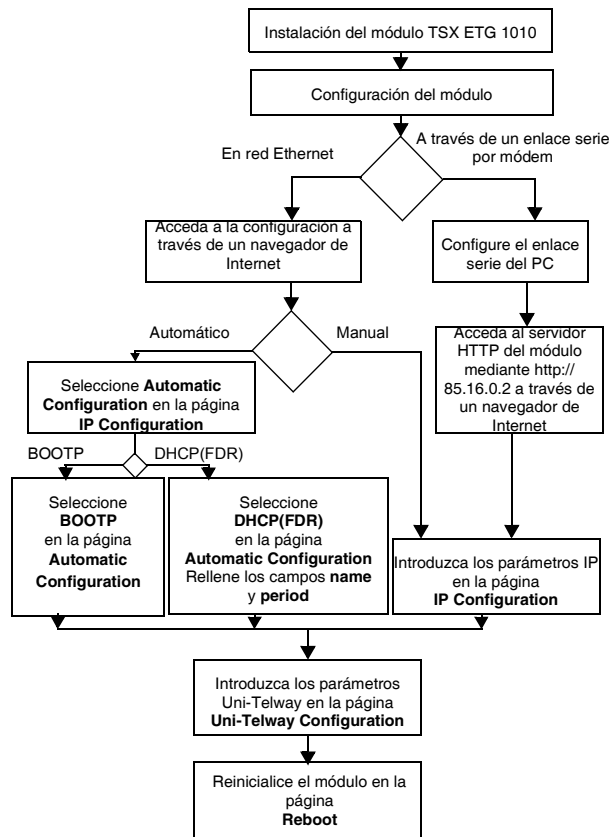 Instalación del módulo TSX ETG 1010
Configuración del módulo
En red Ethernet
A través de un enlace serie
por módem
Acceda a la configuración a
través de un navegador de
Internet
Configure el enlace
serie del PC
Automático
Manual
Acceda al servidor
HTTP del módulo
mediante http://
85.16.0.2 a través de
un navegador de
Internet
Seleccione Automatic
Configuration en la página
IP Configuration
BOOTP
DHCP(FDR)
Seleccione
BOOTP
en la página
Automatic
Configuration
Seleccione
DHCP(FDR)
en la página
Automatic Configuration
Rellene los campos name
y period
Introduzca los parámetros IP
en la página
IP Configuration
Introduzca los parámetros
Uni-Telway en la página
Uni-Telway Configuration
Reinicialice el módulo en la
página
Reboot